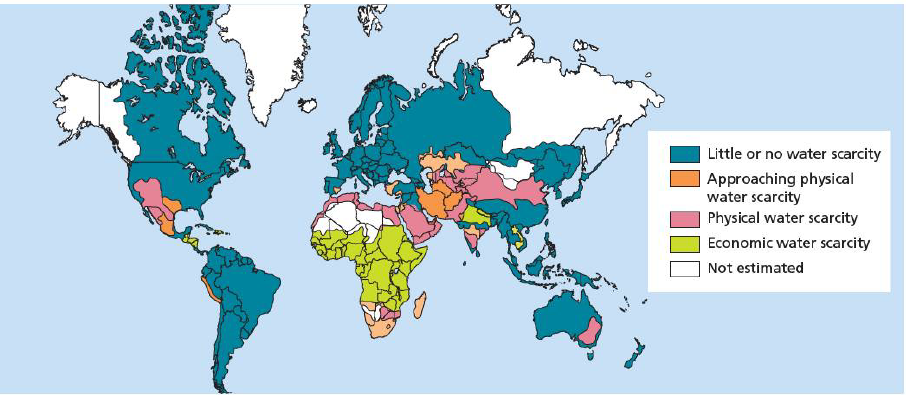 Little or no water scarcity
Approaching physical
water scarcity
Physical water scarcity
Economic water scarcity
Not estimated